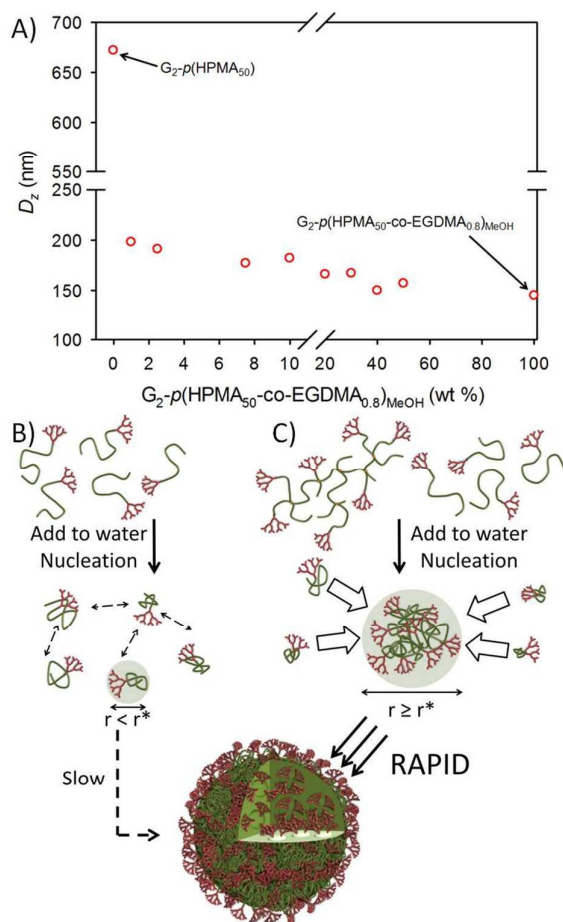 A)
700
650
600
550
250
200
150
100
D_z (nm)
G₂-p(HPMA₅₀)
G₂-p(HPMA₅₀-co-EGDMA₀.₈)MeOH
0 2 4 6 8 10 20 40 60 80 100
G₂-p(HPMA₅₀-co-EGDMA₀.₈)MeOH (wt %)
B)
C)
Add to water
Nucleation
Add to water
Nucleation
r < r*
r ≥ r*
Slow
RAPID